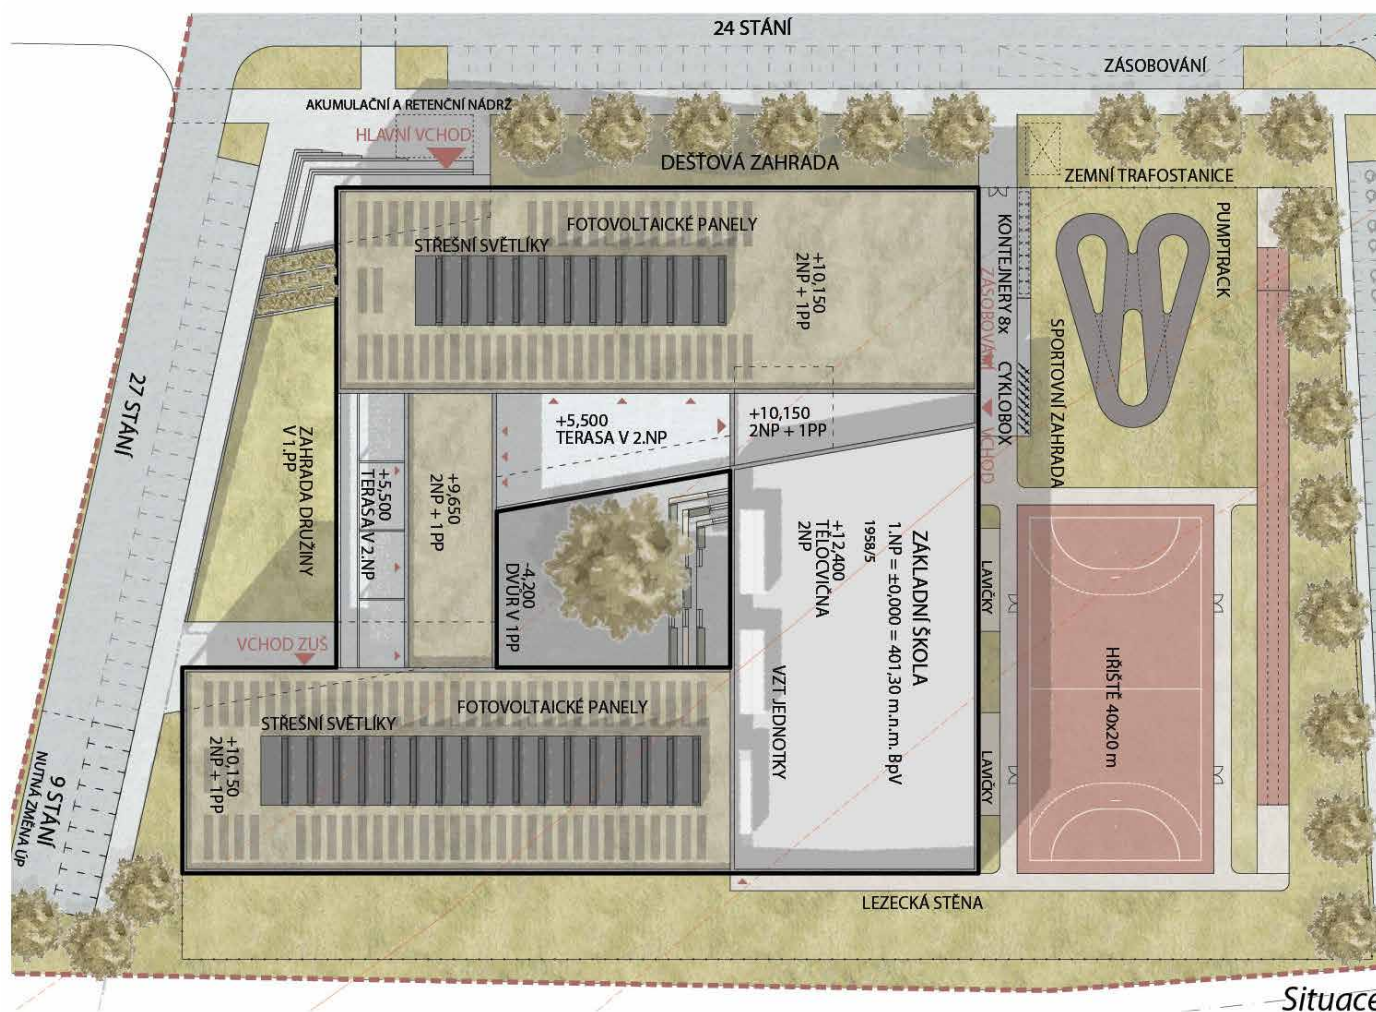 24 STÁNÍ
ZÁSOBOVÁNÍ
AKUMULAČNÍ A RETENČNÍ NÁDRŽ
HLAVNÍ VCHOD
DEŠŤOVÁ ZAHRADA
ZEMNÍ TRAFOSTANICE
FOTOVOLTAICKÉ PANELY
STŘEŠNÍ SVĚTLÍKY
+10,150
2NP + 1PP
KONTEJNERY 8x
ZÁSOBOVÁNÍ
PUMPTRACK
SPORTOVNÍ ZAHRADA
CYKLOBOX
VCHOD
27 STÁNÍ
ZAHRADA DRUŽINY
V 1.PP
+5,500
TERASA V 2.NP
+9,650
2NP + 1PP
+5,500
TERASA V 2.NP
+10,150
2NP + 1PP
-4,200
DVŮR V 1PP
ZÁKLADNÍ ŠKOLA
1.NP = ±0,000 = 401,30 m.n.m. BpV
1958/5
+12,400
TĚLOCVIČNA
2NP
LAVIČKY
HŘIŠTĚ 40x20 m
LAVIČKY
VCHOD ZUŠ
VZT JEDNOTKY
FOTOVOLTAICKÉ PANELY
STŘEŠNÍ SVĚTLÍKY
+10,150
2NP + 1PP
9 STÁNÍ
NUTNÁ ZMĚNA ÚP
LEZECKÁ STĚNA
Situace